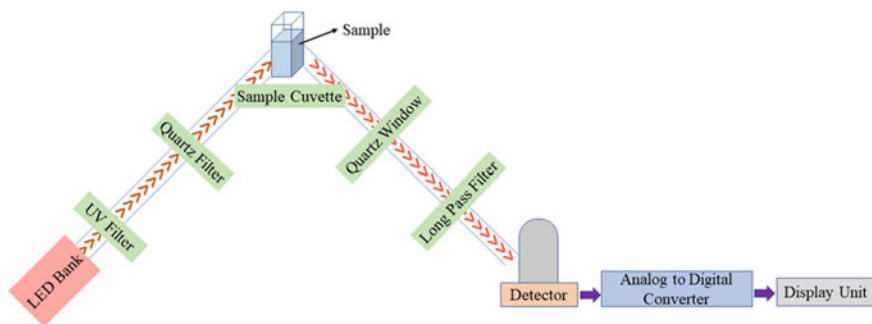 Sample
Sample Cuvette
Quartz Filter
Quartz Window
UV Filter
Long Pass Filter
LED Bank
Detector
Analog to Digital
Converter
Display Unit